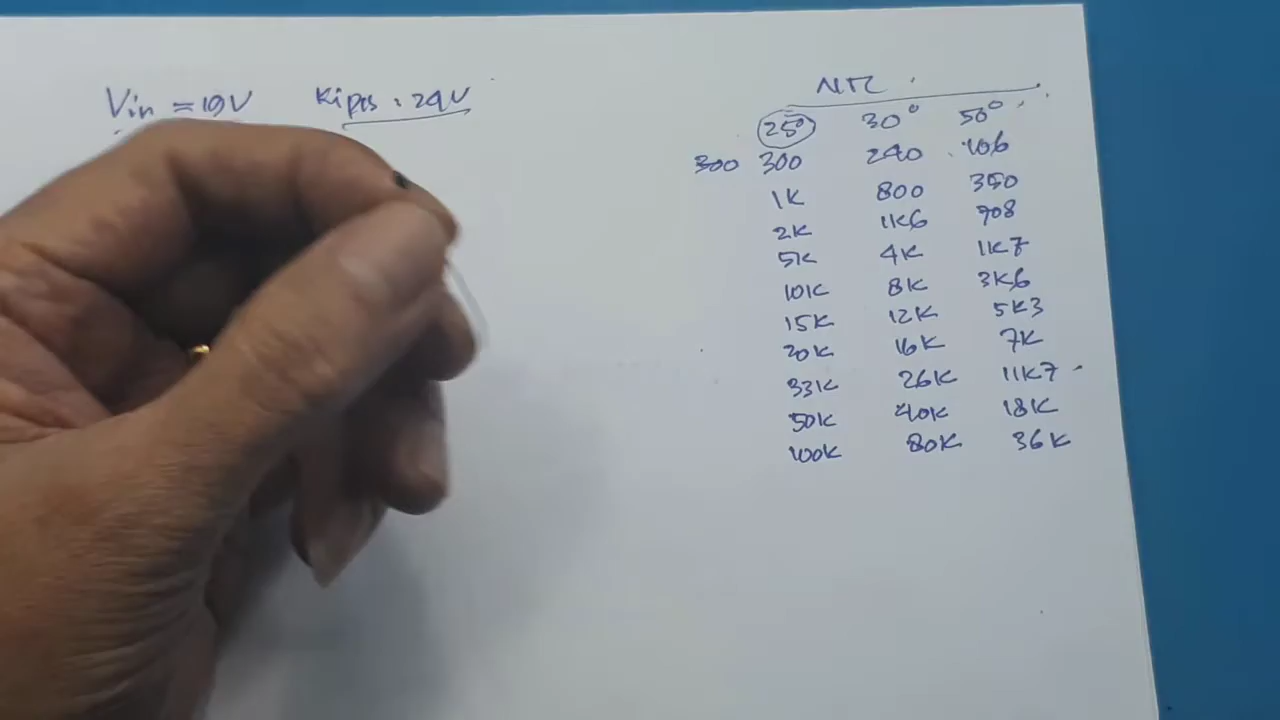 Vin = 19V Kipas : 24V
NTC
25° 30° 50°
300 300 240 106
1K 800 350
2K 1K6 708
5K 4K 1K7
10K 8K 3K6
15K 12K 5K3
20K 16K 7K
33K 26K 11K7
50K 40K 18K
100K 80K 36K